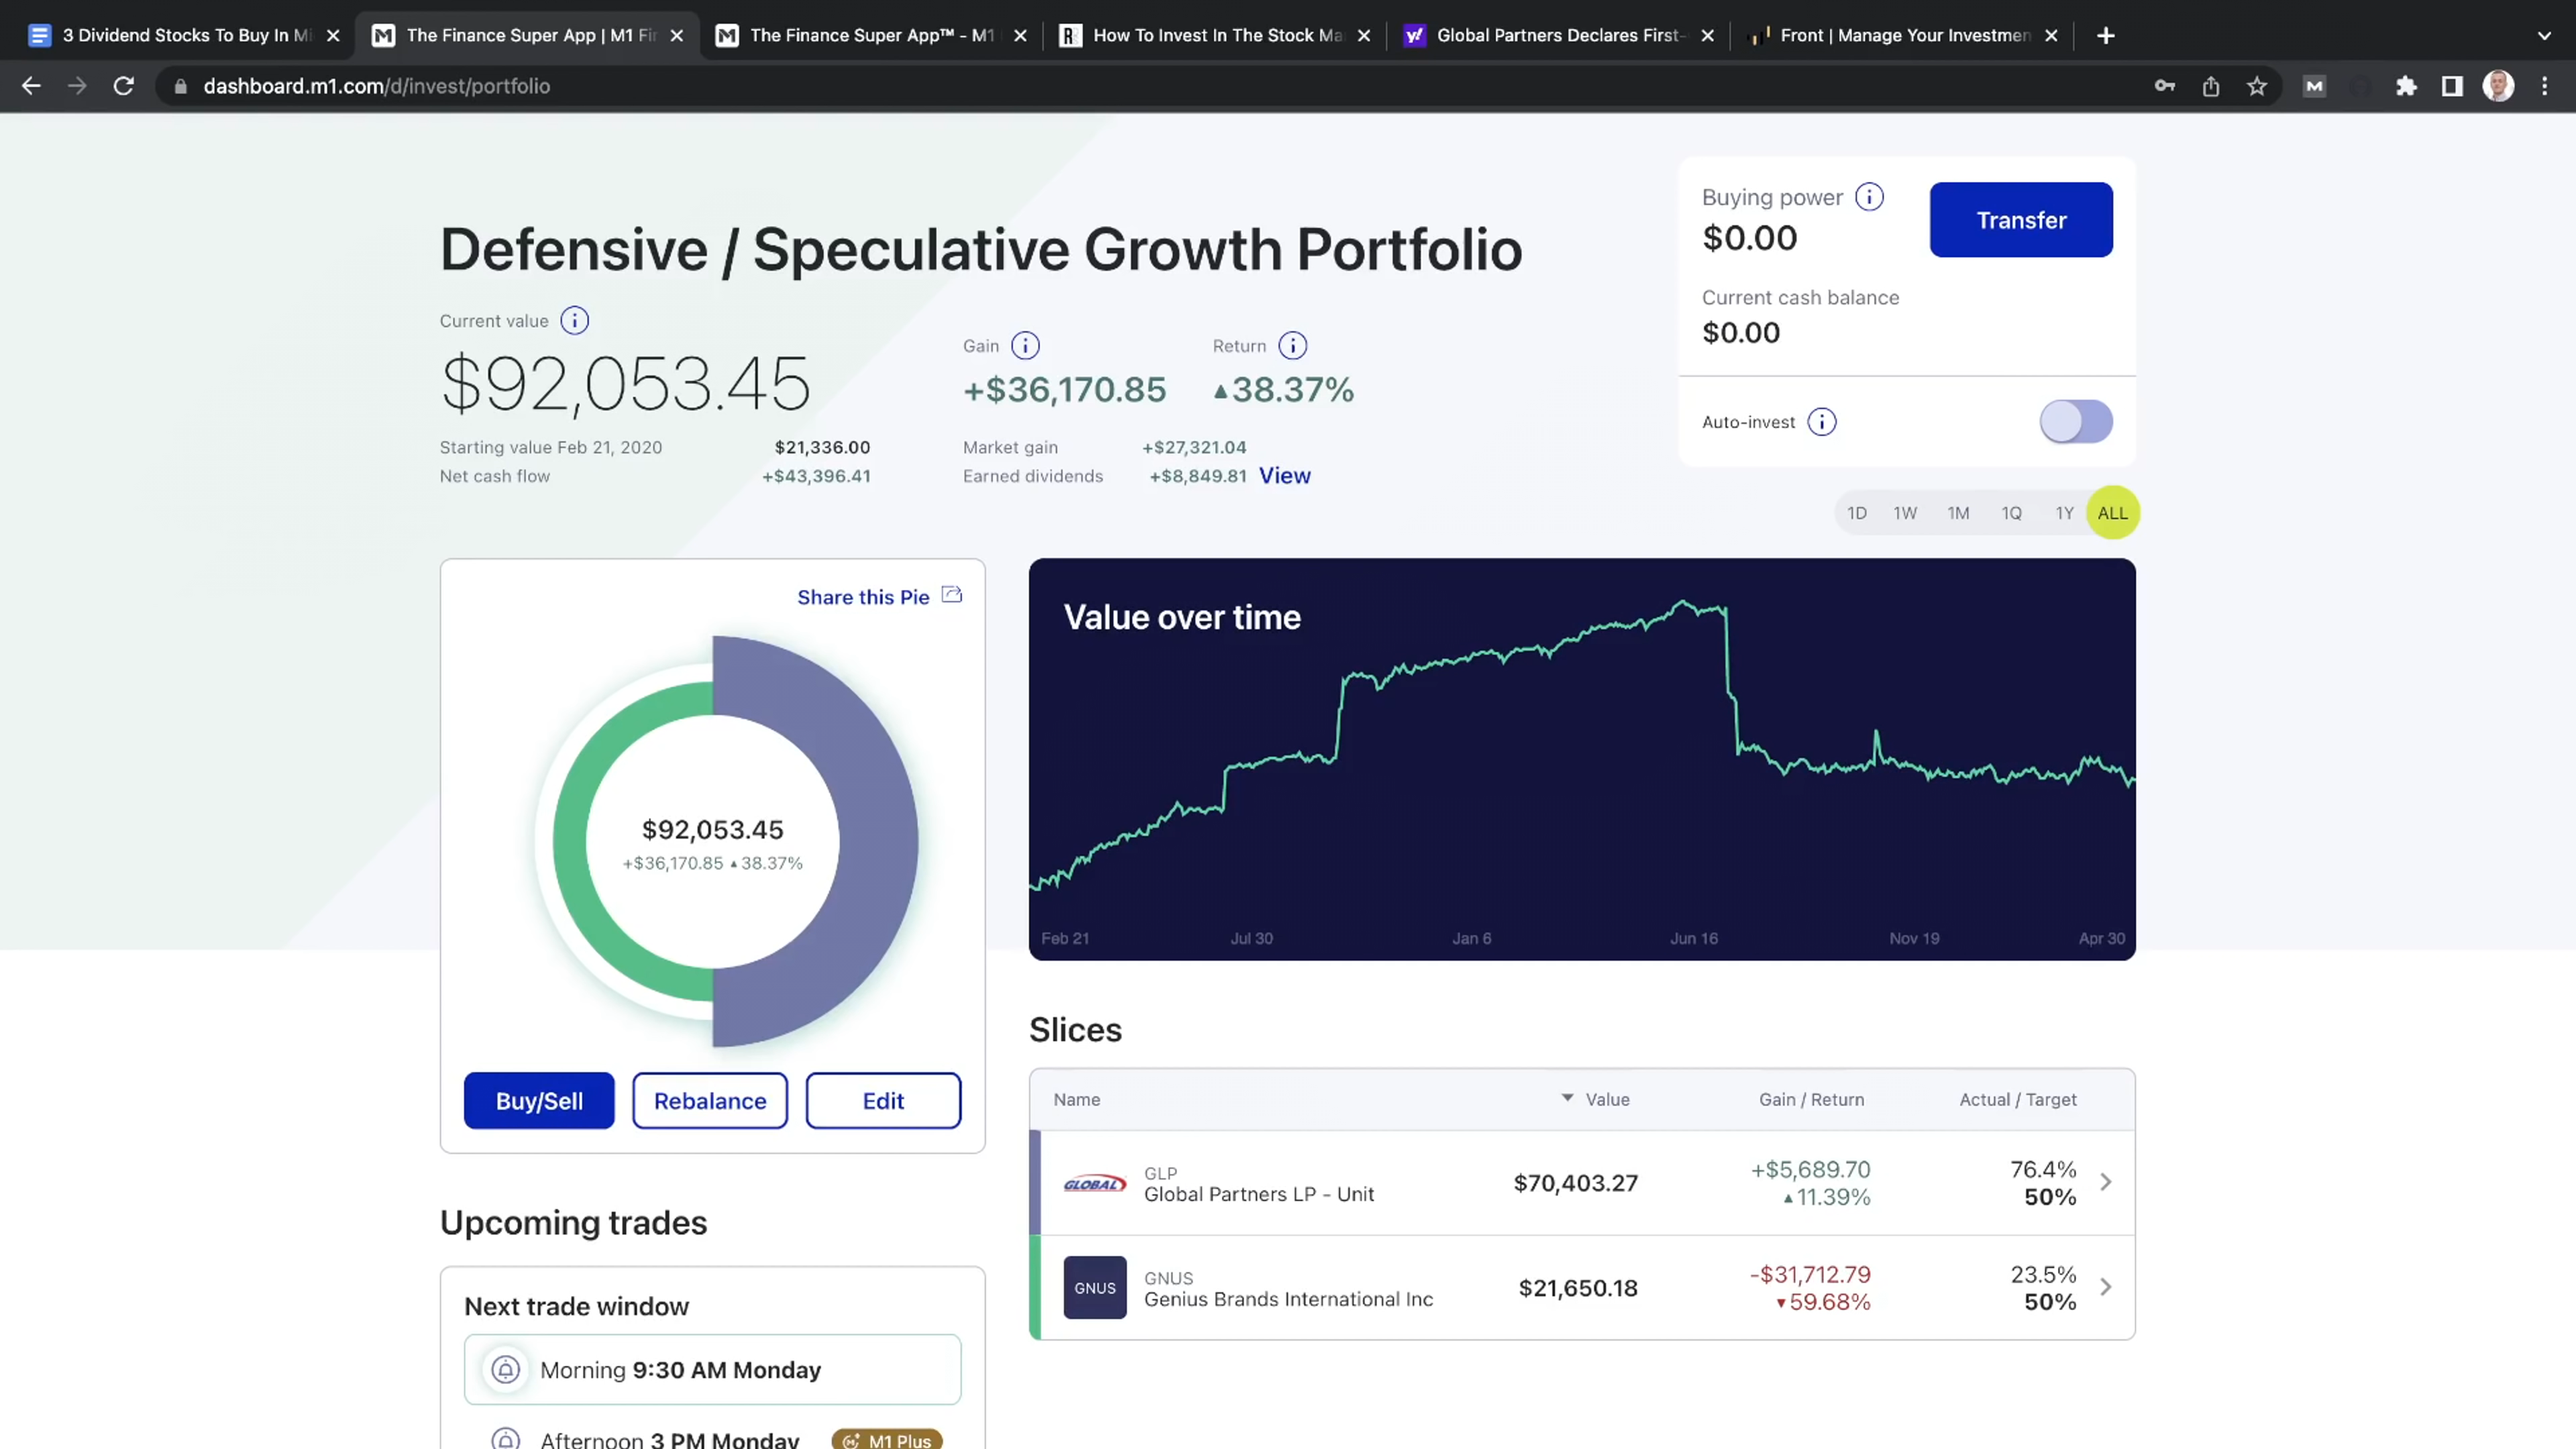 3 Dividend Stocks To Buy In Mi
The Finance Super App | M1 Fin
The Finance Super App™ - M1
How To Invest In The Stock Ma
Global Partners Declares First-
Front | Manage Your Investmen
dashboard.m1.com/d/invest/portfolio
Defensive / Speculative Growth Portfolio
Current value
$92,053.45
Starting value Feb 21, 2020 $21,336.00
Net cash flow +$43,396.41
Gain
+$36,170.85
Return
▲38.37%
Market gain +$27,321.04
Earned dividends +$8,849.81 View
Buying power
$0.00
Transfer
Current cash balance
$0.00
Auto-invest
1D 1W 1M 1Q 1Y ALL
Share this Pie
$92,053.45
+$36,170.85 ▲38.37%
Buy/Sell Rebalance Edit
Value over time
Feb 21 Jul 30 Jan 6 Jun 16 Nov 19 Apr 30
Slices
Name ▼ Value Gain / Return Actual / Target
GLOBAL
GLP
Global Partners LP - Unit
$70,403.27
+$5,689.70
▲11.39%
76.4%
50%
GNUS
GNUS
Genius Brands International Inc
$21,650.18
-$31,712.79
▼59.68%
23.5%
50%
Upcoming trades
Next trade window
Morning 9:30 AM Monday
Afternoon 3 PM Monday
M1 Plus